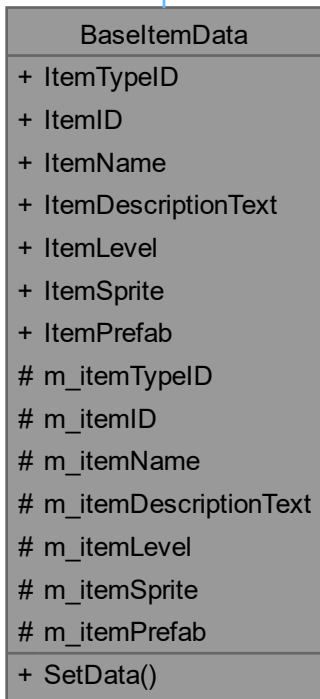 BaseItemData
+ ItemTypeID
+ ItemID
+ ItemName
+ ItemDescriptionText
+ ItemLevel
+ ItemSprite
+ ItemPrefab
# m_itemTypeID
# m_itemID
# m_itemName
# m_itemDescriptionText
# m_itemLevel
# m_itemSprite
# m_itemPrefab
+ SetData()